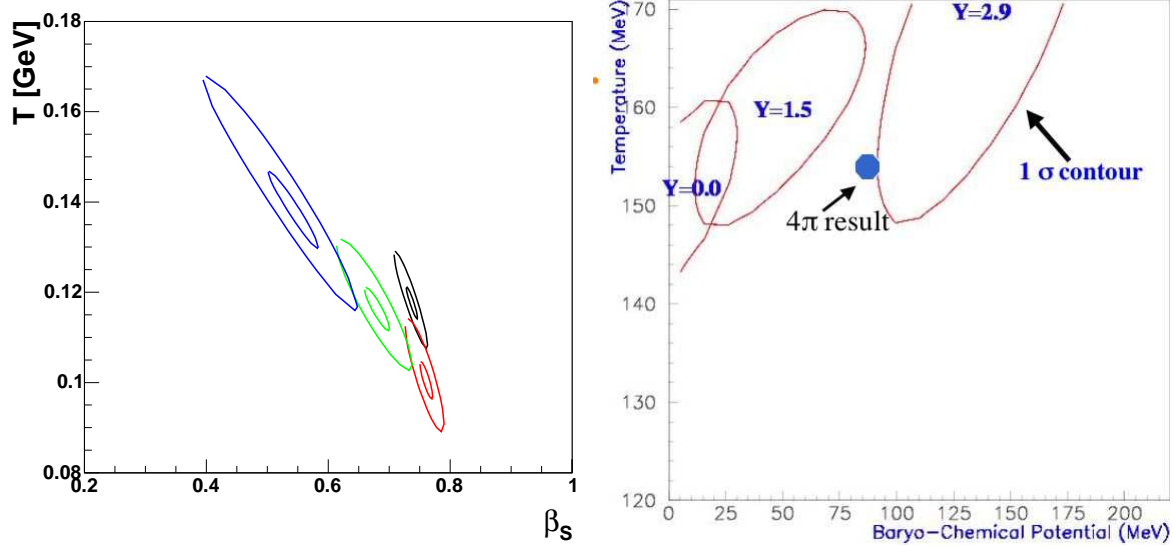 T [GeV]
0.18
0.16
0.14
0.12
0.1
0.08
0.2
0.4
0.6
0.8
1
βs
Temperature (MeV)
170
160
150
140
130
120
0
25
50
75
100
125
150
175
200
Baryo-Chemical Potential (MeV)
Y=2.9
Y=1.5
Y=0.0
1 σ contour
4π result